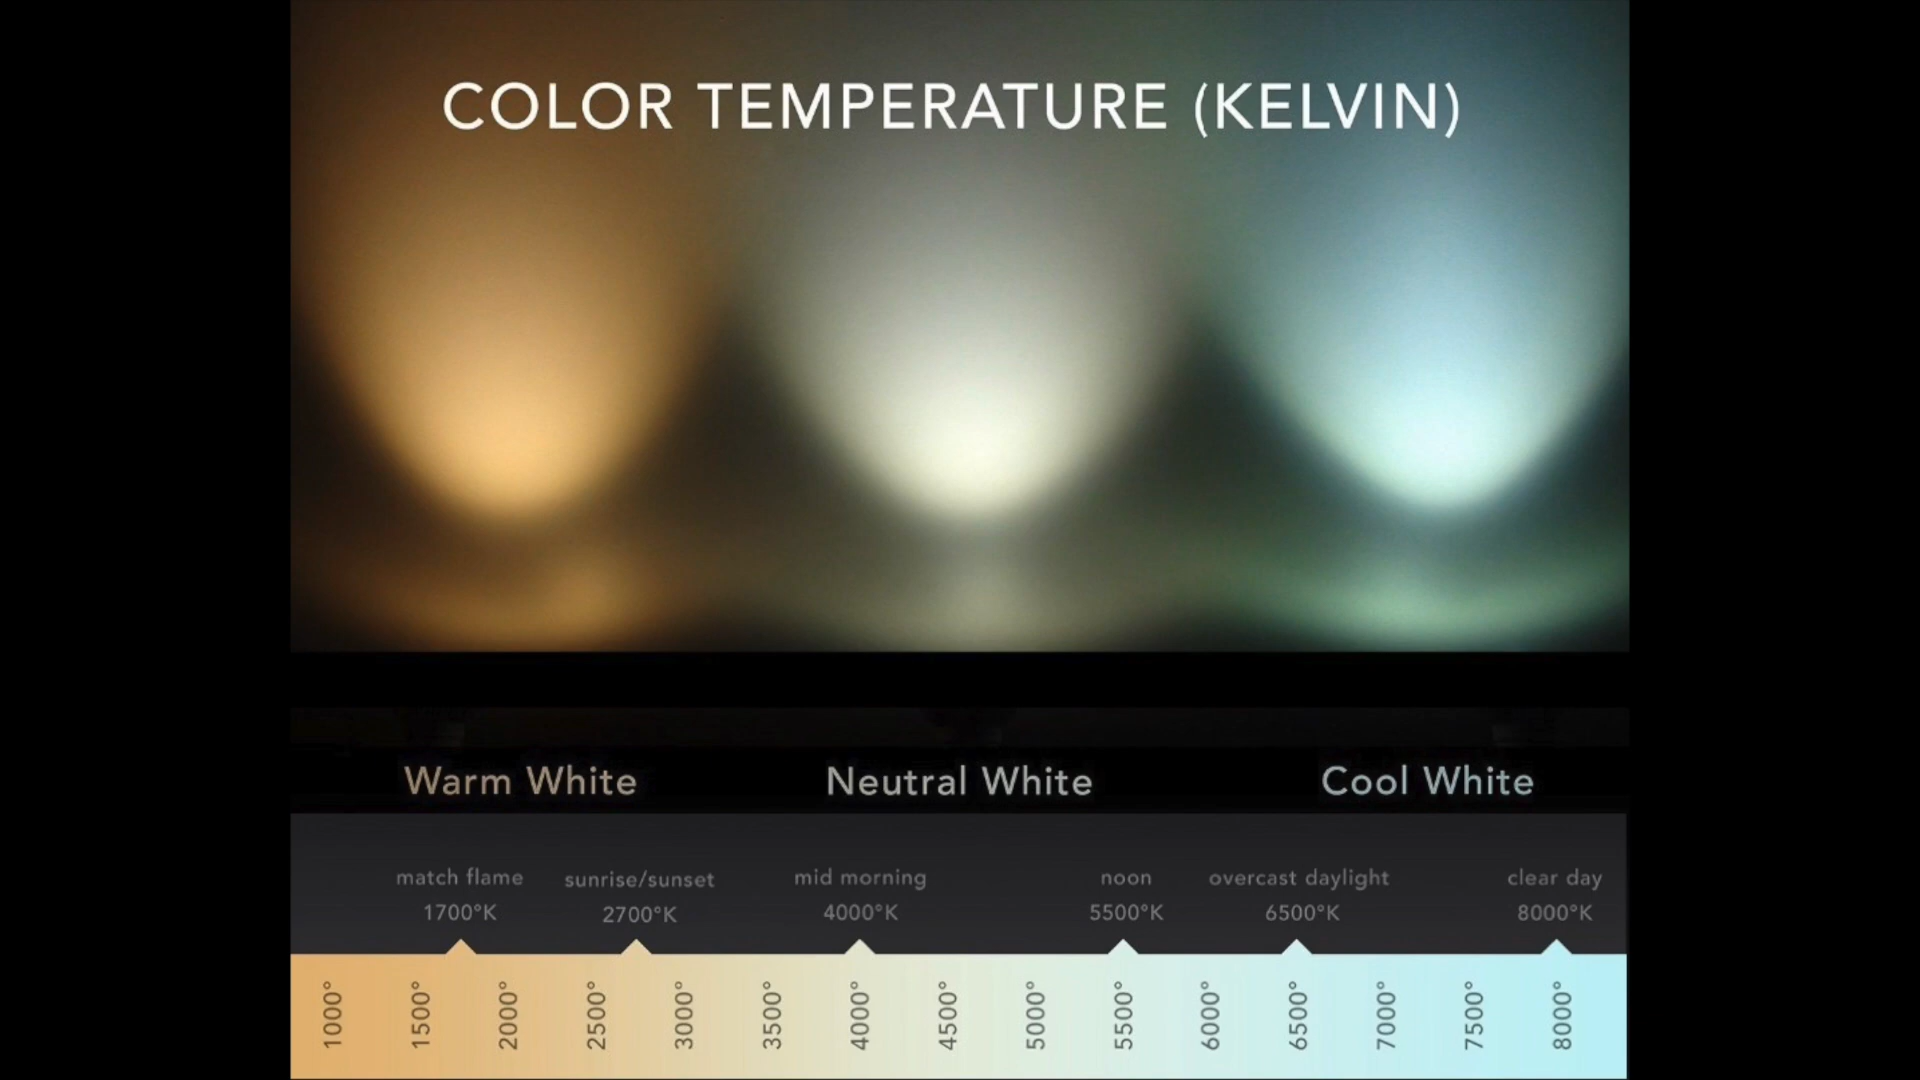 COLOR TEMPERATURE (KELVIN)
Warm White Neutral White Cool White
match flame sunrise/sunset mid morning noon overcast daylight clear day
1700°K 2700°K 4000°K 5500°K 6500°K 8000°K
1000° 1500° 2000° 2500° 3000° 3500° 4000° 4500° 5000° 5500° 6000° 6500° 7000° 7500° 8000°